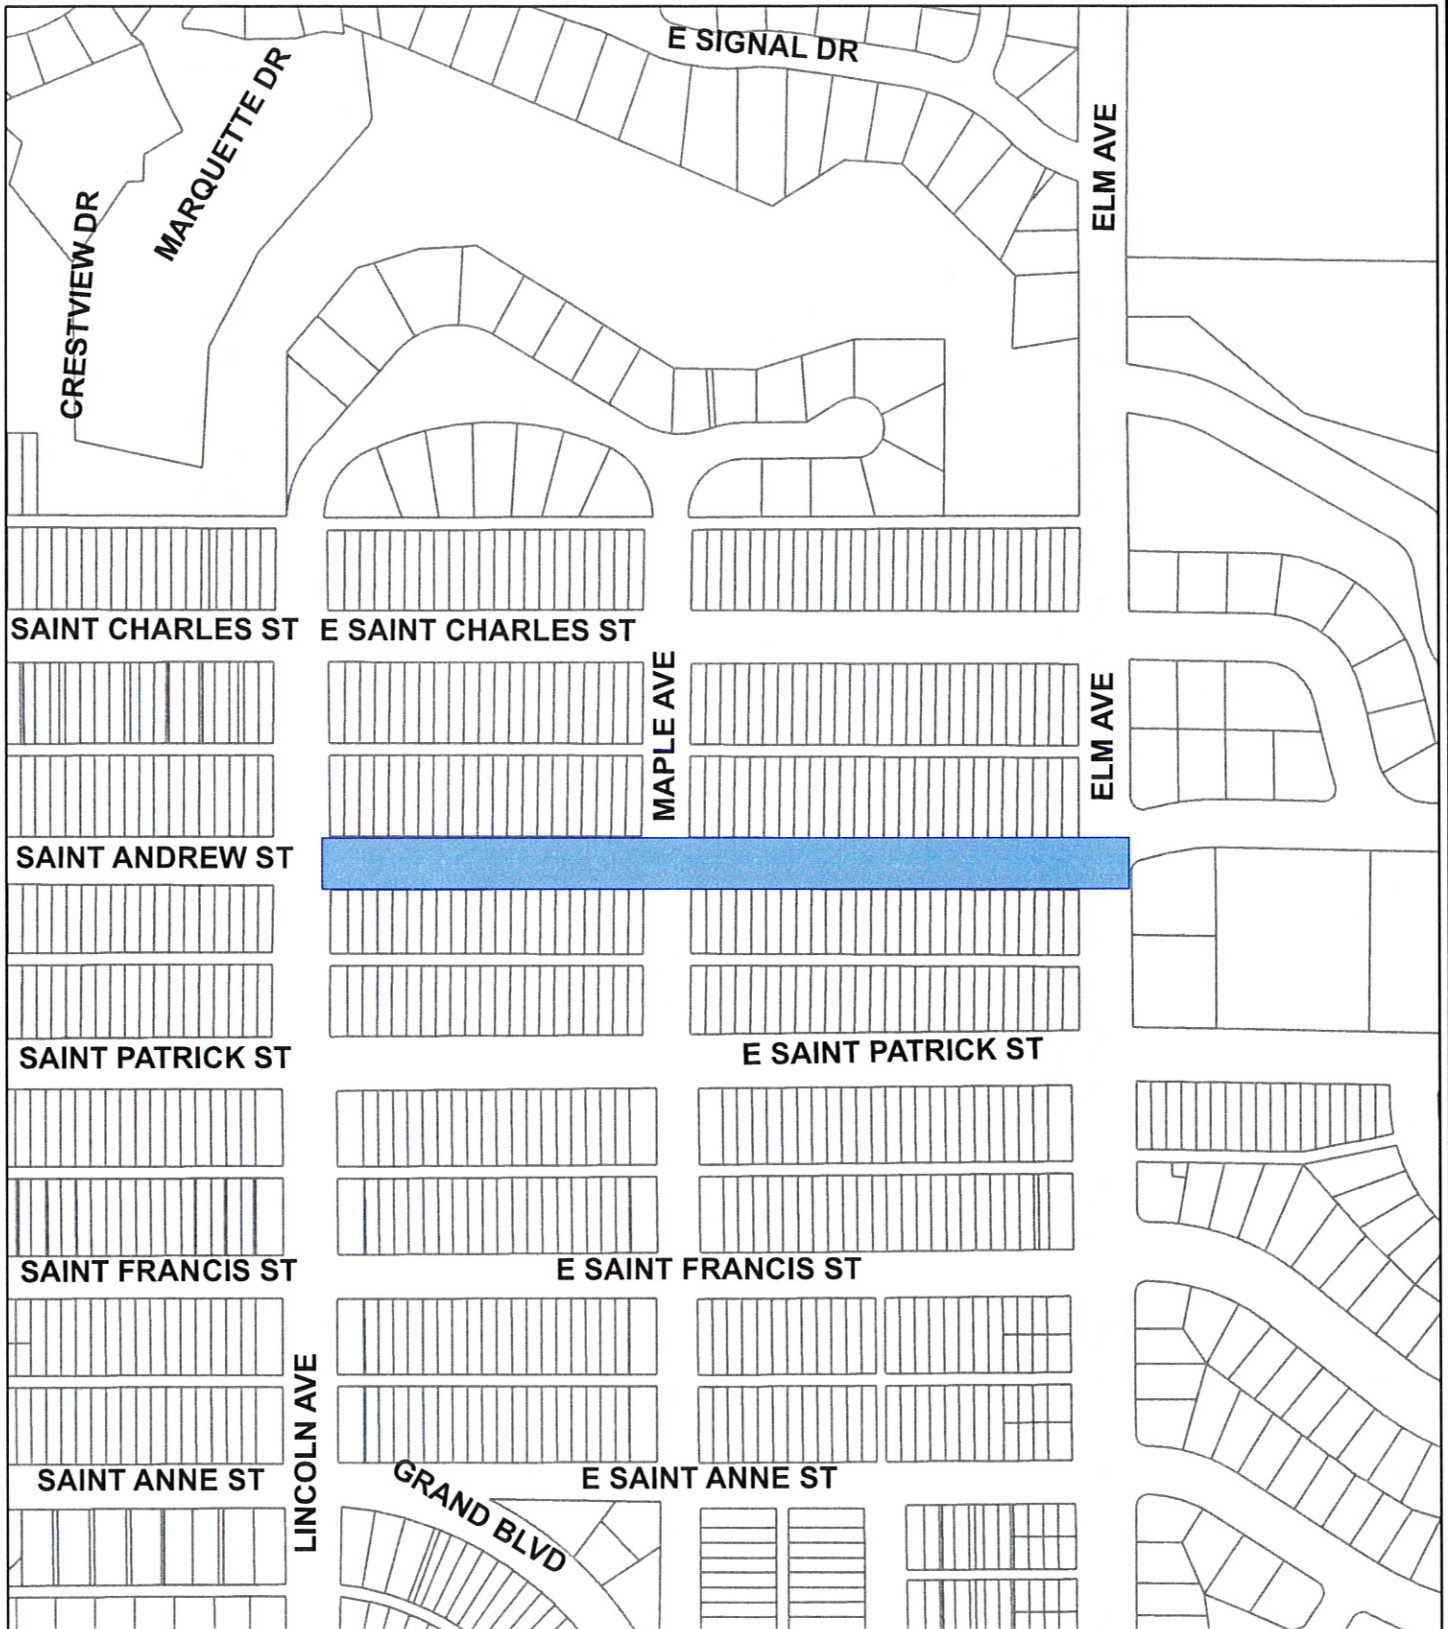 E SIGNAL DR
MARQUETTE DR
ELM AVE
CRESTVIEW DR
SAINT CHARLES ST
E SAINT CHARLES ST
MAPLE AVE
ELM AVE
SAINT ANDREW ST
SAINT PATRICK ST
E SAINT PATRICK ST
SAINT FRANCIS ST
E SAINT FRANCIS ST
LINCOLN AVE
SAINT ANNE ST
GRAND BLVD
E SAINT ANNE ST